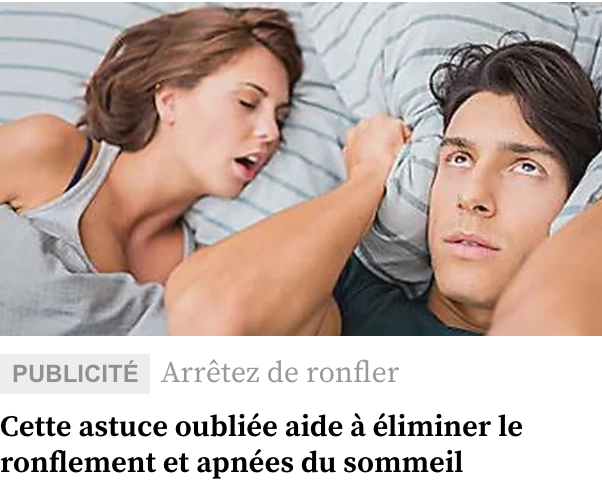 PUBLICITÉ Arrêtez de ronfler
Cette astuce oubliée aide à éliminer le
ronflement et apnées du sommeil